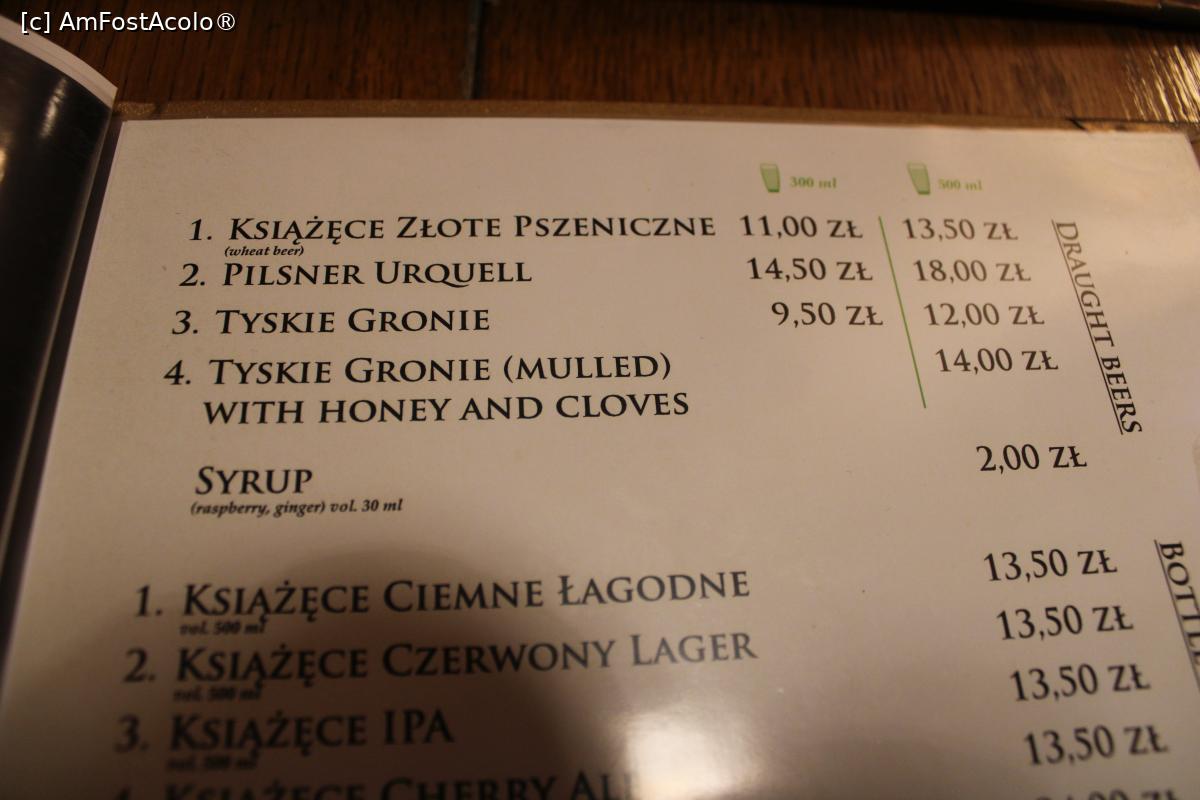 [c] AmFostAcolo®
300 ml 500 ml
1. KSIĄŻĘCE ZŁOTE PSZENICZNE 11,00 ZŁ 13,50 ZŁ
(wheat beer)
2. PILSNER URQUELL 14,50 ZŁ 18,00 ZŁ
3. TYSKIE GRONIE 9,50 ZŁ 12,00 ZŁ
4. TYSKIE GRONIE (MULLED) 14,00 ZŁ
WITH HONEY AND CLOVES
DRAUGHT BEERS
SYRUP 2,00 ZŁ
(raspberry, ginger) vol. 30 ml
1. KSIĄŻĘCE CIEMNE ŁAGODNE 13,50 ZŁ
vol. 500 ml
2. KSIĄŻĘCE CZERWONY LAGER 13,50 ZŁ
vol. 500 ml
3. KSIĄŻĘCE IPA 13,50 ZŁ
vol. 500 ml
4. KSIĄŻĘCE CHERRY 13,50 ZŁ